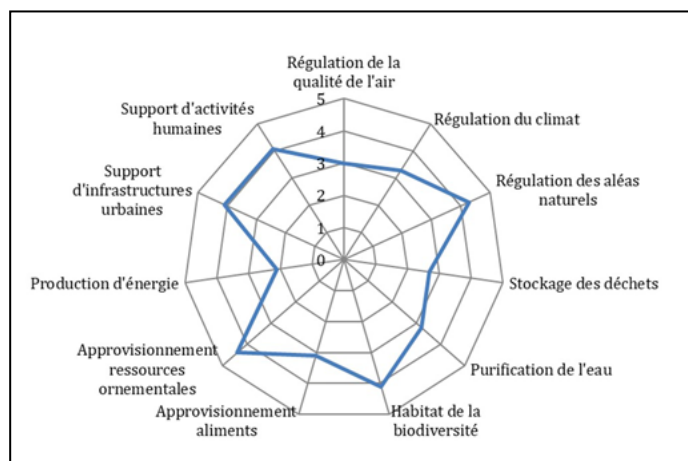 Régulation de la
qualité de l'air
Régulation du climat
Régulation des aléas
naturels
Stockage des déchets
Purification de l'eau
Habitat de la
biodiversité
Approvisionnement
aliments
Approvisionnement
ressources
ornementales
Production d'énergie
Support
d'infrastructures
urbaines
Support d'activités
humaines
5
4
3
2
1
0